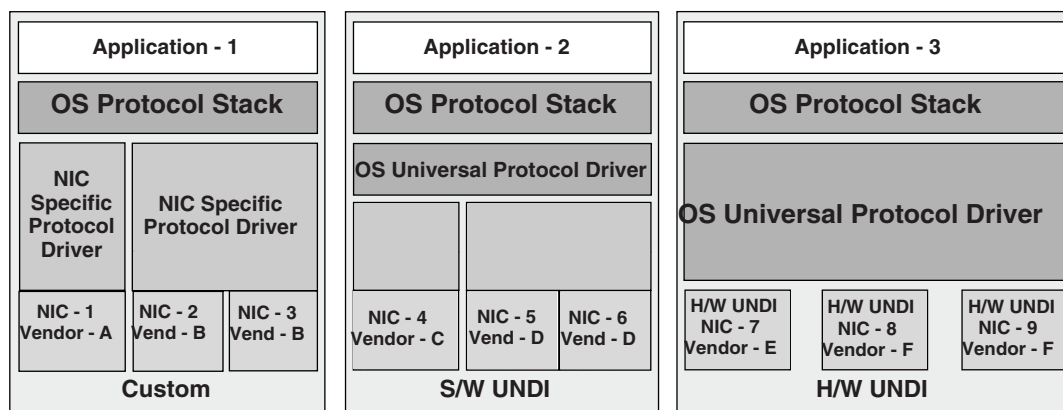 Application - 1
OS Protocol Stack
NIC
Specific
Protocol
Driver
NIC Specific
Protocol Driver
NIC - 1
Vendor - A
NIC - 2
Vend - B
NIC - 3
Vend - B
Custom
Application - 2
OS Protocol Stack
OS Universal Protocol Driver
NIC - 4
Vendor - C
NIC - 5
Vend - D
NIC - 6
Vend - D
S/W UNDI
Application - 3
OS Protocol Stack
OS Universal Protocol Driver
H/W UNDI
NIC - 7
Vendor - E
H/W UNDI
NIC - 8
Vendor - F
H/W UNDI
NIC - 9
Vendor - F
H/W UNDI